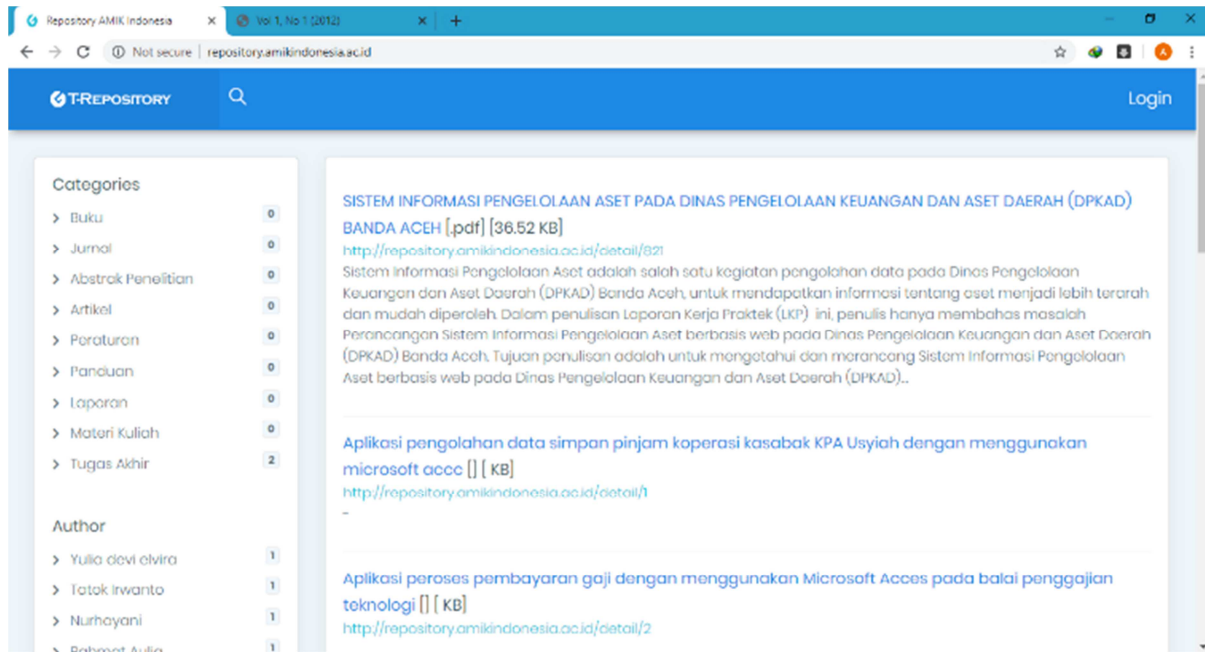 Repository AMIK Indonesia
Vol 1, No 1 (2012)
Not secure | repository.amikindonesia.ac.id
A
T-REPOSITORY
Login
Categories
Buku 0
Jurnal 0
Abstrak Penelitian 0
Artikel 0
Peraturan 0
Panduan 0
Laporan 0
Materi Kuliah 0
Tugas Akhir 2
Author
Yulia devi elvira 1
Totok Irwanto 1
Nurhayani 1
Rahmat Aulia 1
SISTEM INFORMASI PENGELOLAAN ASET PADA DINAS PENGELOLAAN KEUANGAN DAN ASET DAERAH (DPKAD)
BANDA ACEH [.pdf] [36.52 KB]
http://repository.amikindonesia.ac.id/detail/821
Sistem Informasi Pengelolaan Aset adalah salah satu kegiatan pengolahan data pada Dinas Pengelolaan
Keuangan dan Aset Daerah (DPKAD) Banda Aceh, untuk mendapatkan informasi tentang aset menjadi lebih terarah
dan mudah diperoleh. Dalam penulisan Laporan Kerja Praktek (LKP) ini, penulis hanya membahas masalah
Perancangan Sistem Informasi Pengelolaan Aset berbasis web pada Dinas Pengelolaan Keuangan dan Aset Daerah
(DPKAD) Banda Aceh. Tujuan penulisan adalah untuk mengetahui dan merancang Sistem Informasi Pengelolaan
Aset berbasis web pada Dinas Pengelolaan Keuangan dan Aset Daerah (DPKAD)...
Aplikasi pengolahan data simpan pinjam koperasi kasabak KPA Usyiah dengan menggunakan
microsoft accc [] [ KB]
http://repository.amikindonesia.ac.id/detail/1
-
Aplikasi peroses pembayaran gaji dengan menggunakan Microsoft Acces pada balai penggajian
teknologi [] [ KB]
http://repository.amikindonesia.ac.id/detail/2